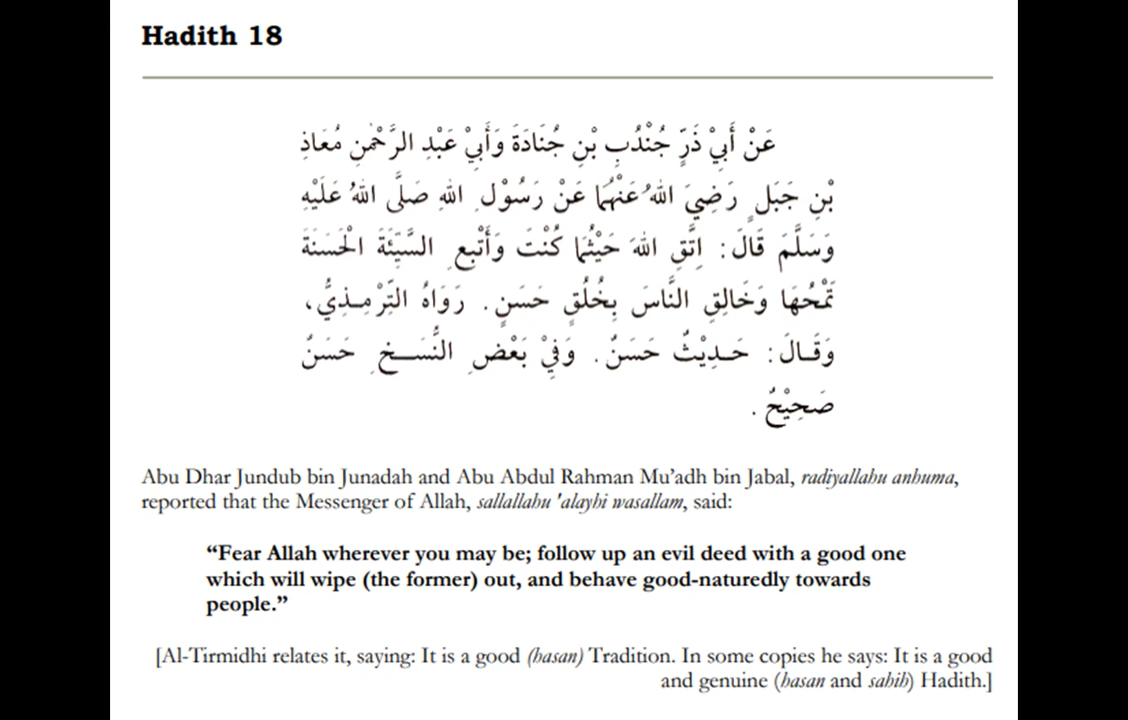 Hadith 18
عَنْ أَبِيْ ذَرٍّ جُنْدُبِ بْنِ جُنَادَةَ وَأَبِيْ عَبْدِ الرَّحْمٰنِ مُعَاذِ
بْنِ جَبَلٍ رَضِيَ اللهُ عَنْهُمَا عَنْ رَسُوْلِ اللهِ صَلَّى اللهُ عَلَيْهِ
وَسَلَّمَ قَالَ : اِتَّقِ اللهَ حَيْثُمَا كُنْتَ وَأَتْبِعِ السَّيِّئَةَ الْحَسَنَةَ
تَمْحُهَا وَخَالِقِ النَّاسَ بِخُلُقٍ حَسَنٍ . رَوَاهُ التِّرْمِذِيُّ ،
وَقَالَ : حَدِيْثٌ حَسَنٌ . وَفِيْ بَعْضِ النُّسَخِ حَسَنٌ
صَحِيْحٌ .
Abu Dhar Jundub bin Junadah and Abu Abdul Rahman Mu’adh bin Jabal, radiyallahu anhuma,
reported that the Messenger of Allah, sallallahu 'alayhi wasallam, said:
“Fear Allah wherever you may be; follow up an evil deed with a good one
which will wipe (the former) out, and behave good-naturedly towards
people.”
[Al-Tirmidhi relates it, saying: It is a good (hasan) Tradition. In some copies he says: It is a good
and genuine (hasan and sahih) Hadith.]